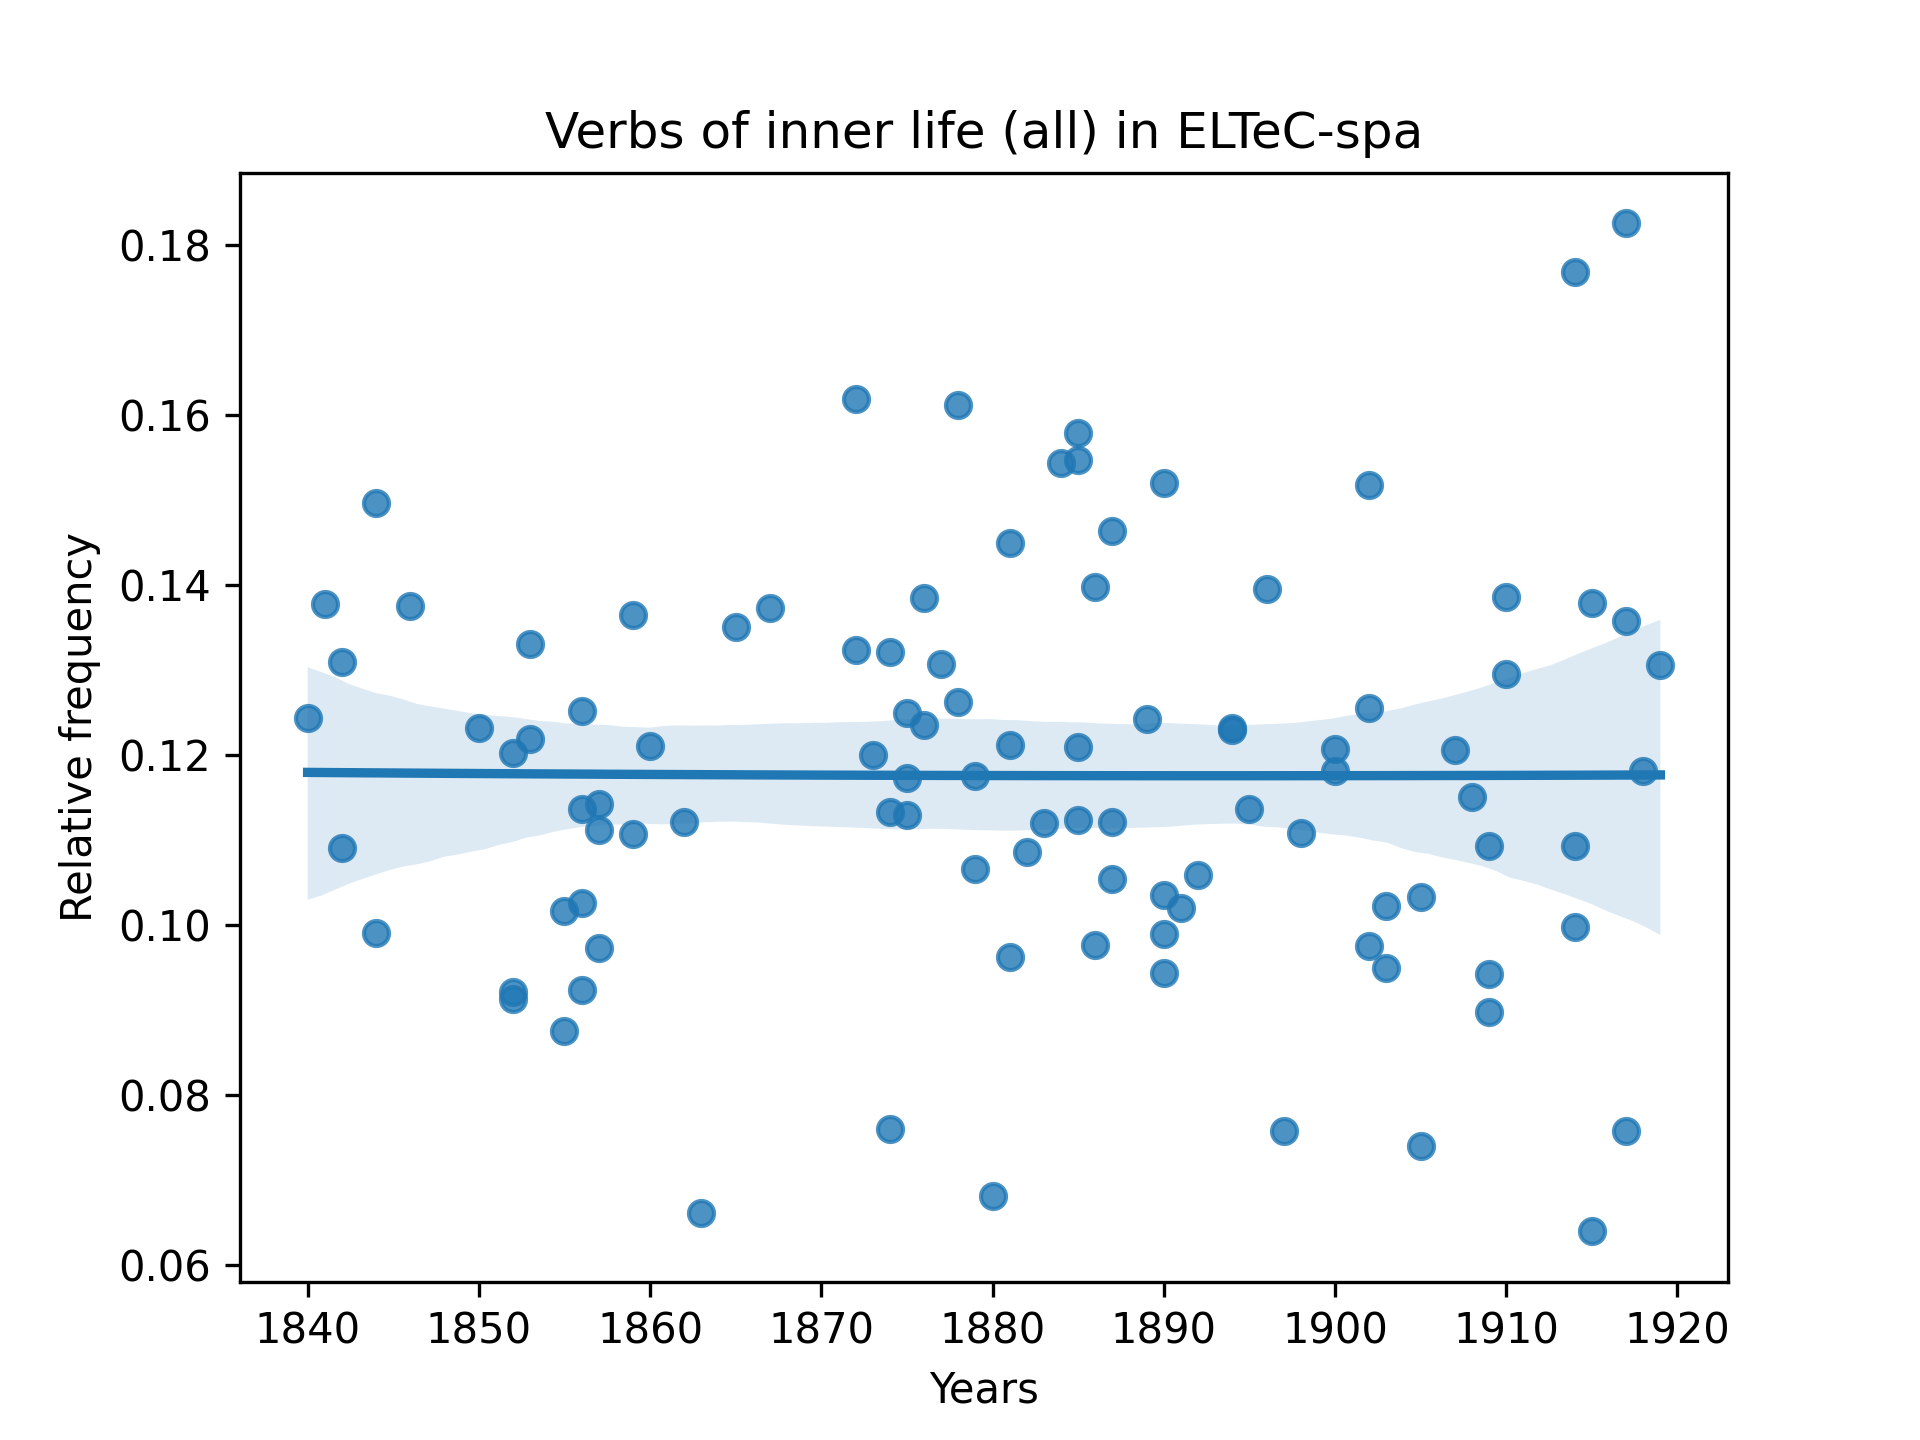 Verbs of inner life (all) in ELTeC-spa
Relative frequency
0.18
0.16
0.14
0.12
0.10
0.08
0.06
1840 1850 1860 1870 1880 1890 1900 1910 1920
Years